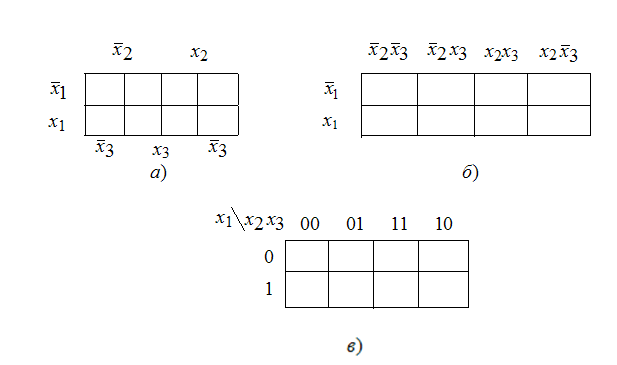 x̅2 x2
x̅1
x1
x̅3 x3 x̅3
а)
x̅2x̅3 x̅2x3 x2x3 x2x̅3
x̅1
x1
б)
x1\x2x3 00 01 11 10
0
1
в)